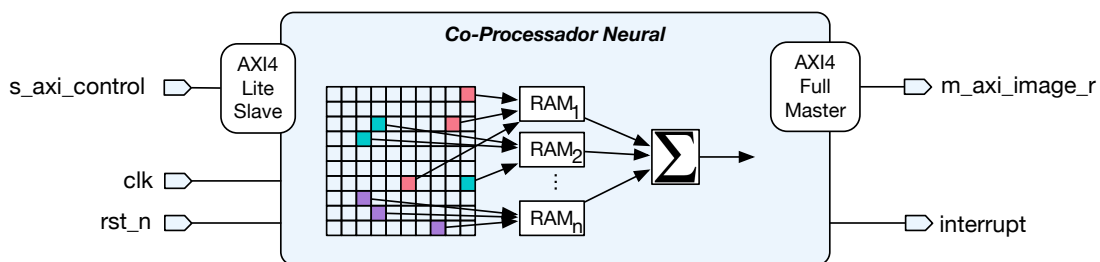 Co-Processador Neural
s_axi_control
AXI4
Lite
Slave
AXI4
Full
Master
m_axi_image_r
RAM1
RAM2
⋮
RAMn
Σ
clk
rst_n
interrupt